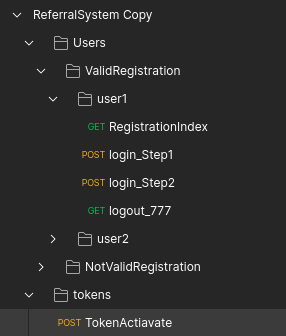 ReferralSystem Copy
Users
ValidRegistration
user1
GET RegistrationIndex
POST login_Step1
POST login_Step2
GET logout_777
user2
NotValidRegistration
tokens
POST TokenActiavate